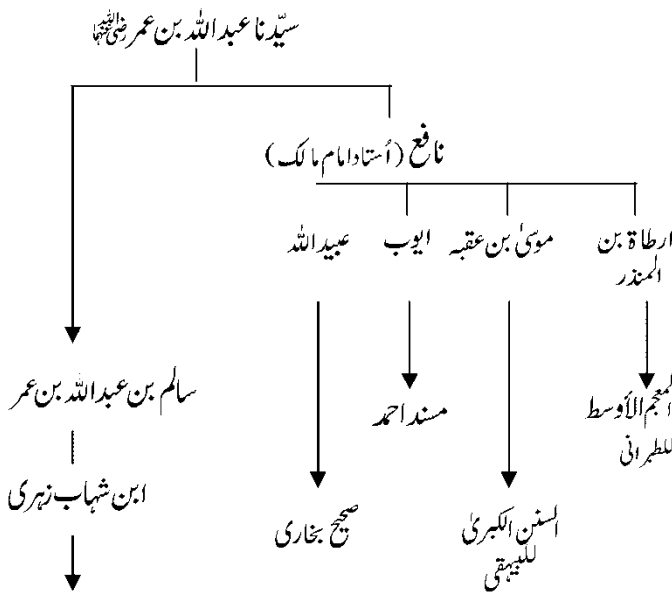 سیّدنا عبداللہ بن عمر رضی اللہ عنہما
نافع (اُستاد امام مالک)
ارطاۃ بن
المنذر
موسیٰ بن عقبہ
ایوب
عبیداللہ
سالم بن عبداللہ بن عمر
المعجم الأوسط
للطبرانی
مسند احمد
ابن شہاب زہری
السنن الکبریٰ
للبیہقی
صحیح بخاری